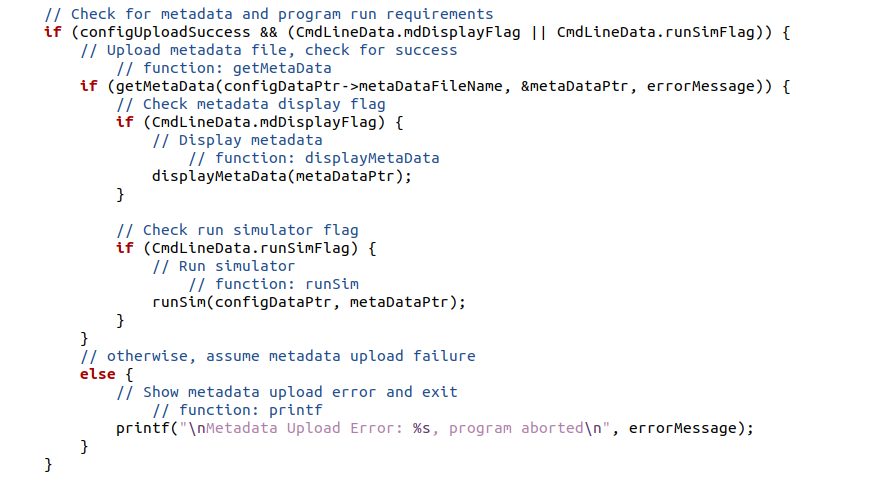 // Check for metadata and program run requirements
if (configUploadSuccess && (CmdLineData.mdDisplayFlag || CmdLineData.runSimFlag)) {
    // Upload metadata file, check for success
        // function: getMetaData
    if (getMetaData(configDataPtr->metaDataFileName, &metaDataPtr, errorMessage)) {
        // Check metadata display flag
        if (CmdLineData.mdDisplayFlag) {
            // Display metadata
                // function: displayMetaData
            displayMetaData(metaDataPtr);
        }

        // Check run simulator flag
        if (CmdLineData.runSimFlag) {
            // Run simulator
                // function: runSim
            runSim(configDataPtr, metaDataPtr);
        }
    }
    // otherwise, assume metadata upload failure
    else {
        // Show metadata upload error and exit
            // function: printf
        printf("\nMetadata Upload Error: %s, program aborted\n", errorMessage);
    }
}